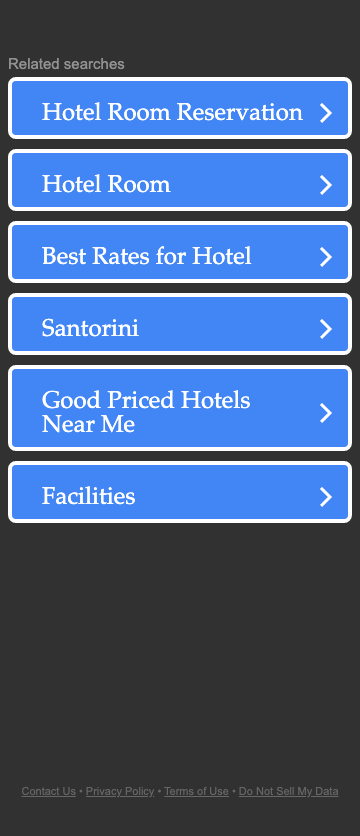 Related searches
Hotel Room Reservation
Hotel Room
Best Rates for Hotel
Santorini
Good Priced Hotels
Near Me
Facilities
Contact Us • Privacy Policy • Terms of Use • Do Not Sell My Data